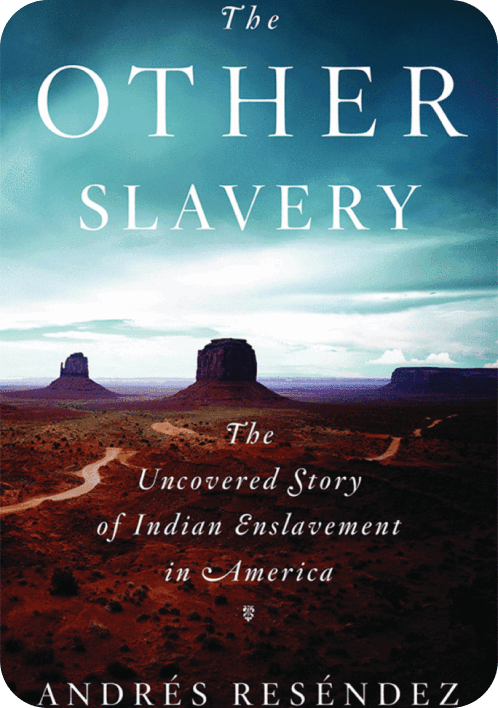 The
OTHER
SLAVERY
The
Uncovered Story
of Indian Enslavement
in America
ANDRÉS RESÉNDEZ